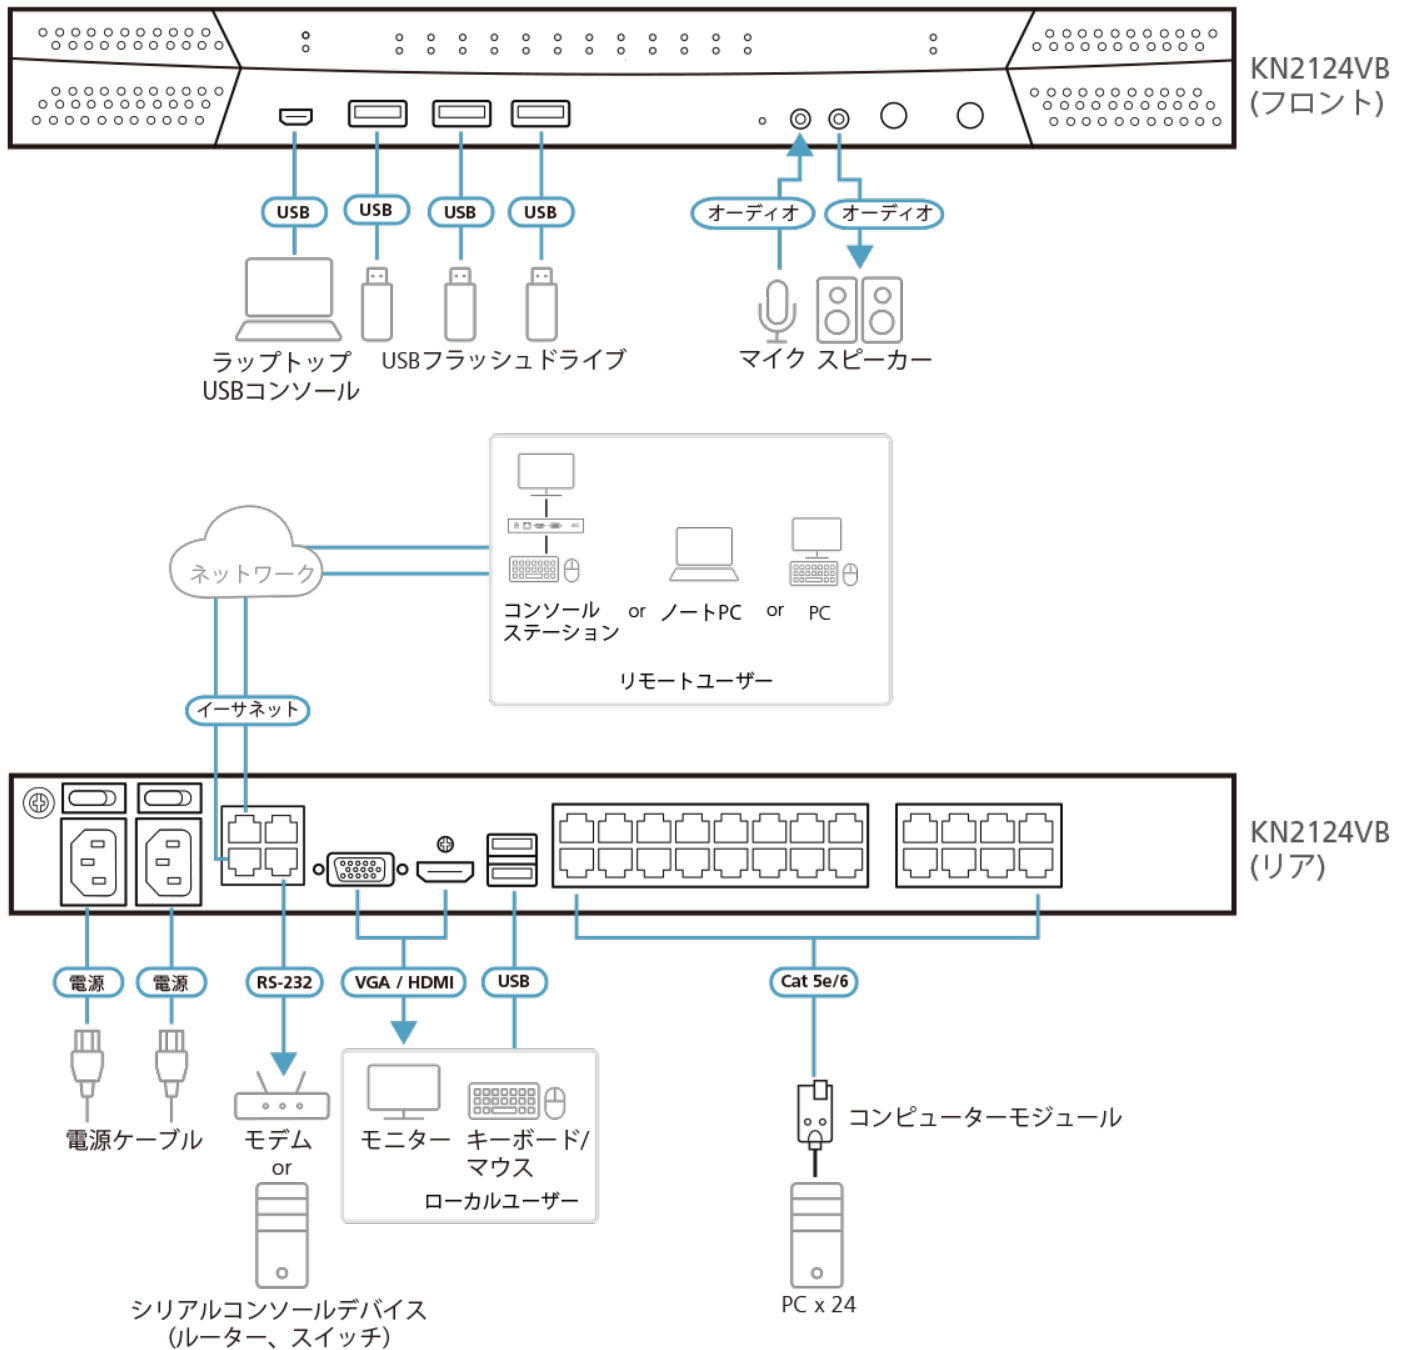 KN2124VB
(フロント)
USB
USB
USB
USB
オーディオ
オーディオ
ラップトップ
USBコンソール
USBフラッシュドライブ
マイク
スピーカー
ネットワーク
コンソール
ステーション
or
ノートPC
or
PC
リモートユーザー
イーサネット
KN2124VB
(リア)
電源
電源
RS-232
VGA / HDMI
USB
Cat 5e/6
電源ケーブル
モデム
or
モニター
キーボード/
マウス
ローカルユーザー
コンピューターモジュール
シリアルコンソールデバイス
(ルーター、スイッチ)
PC x 24